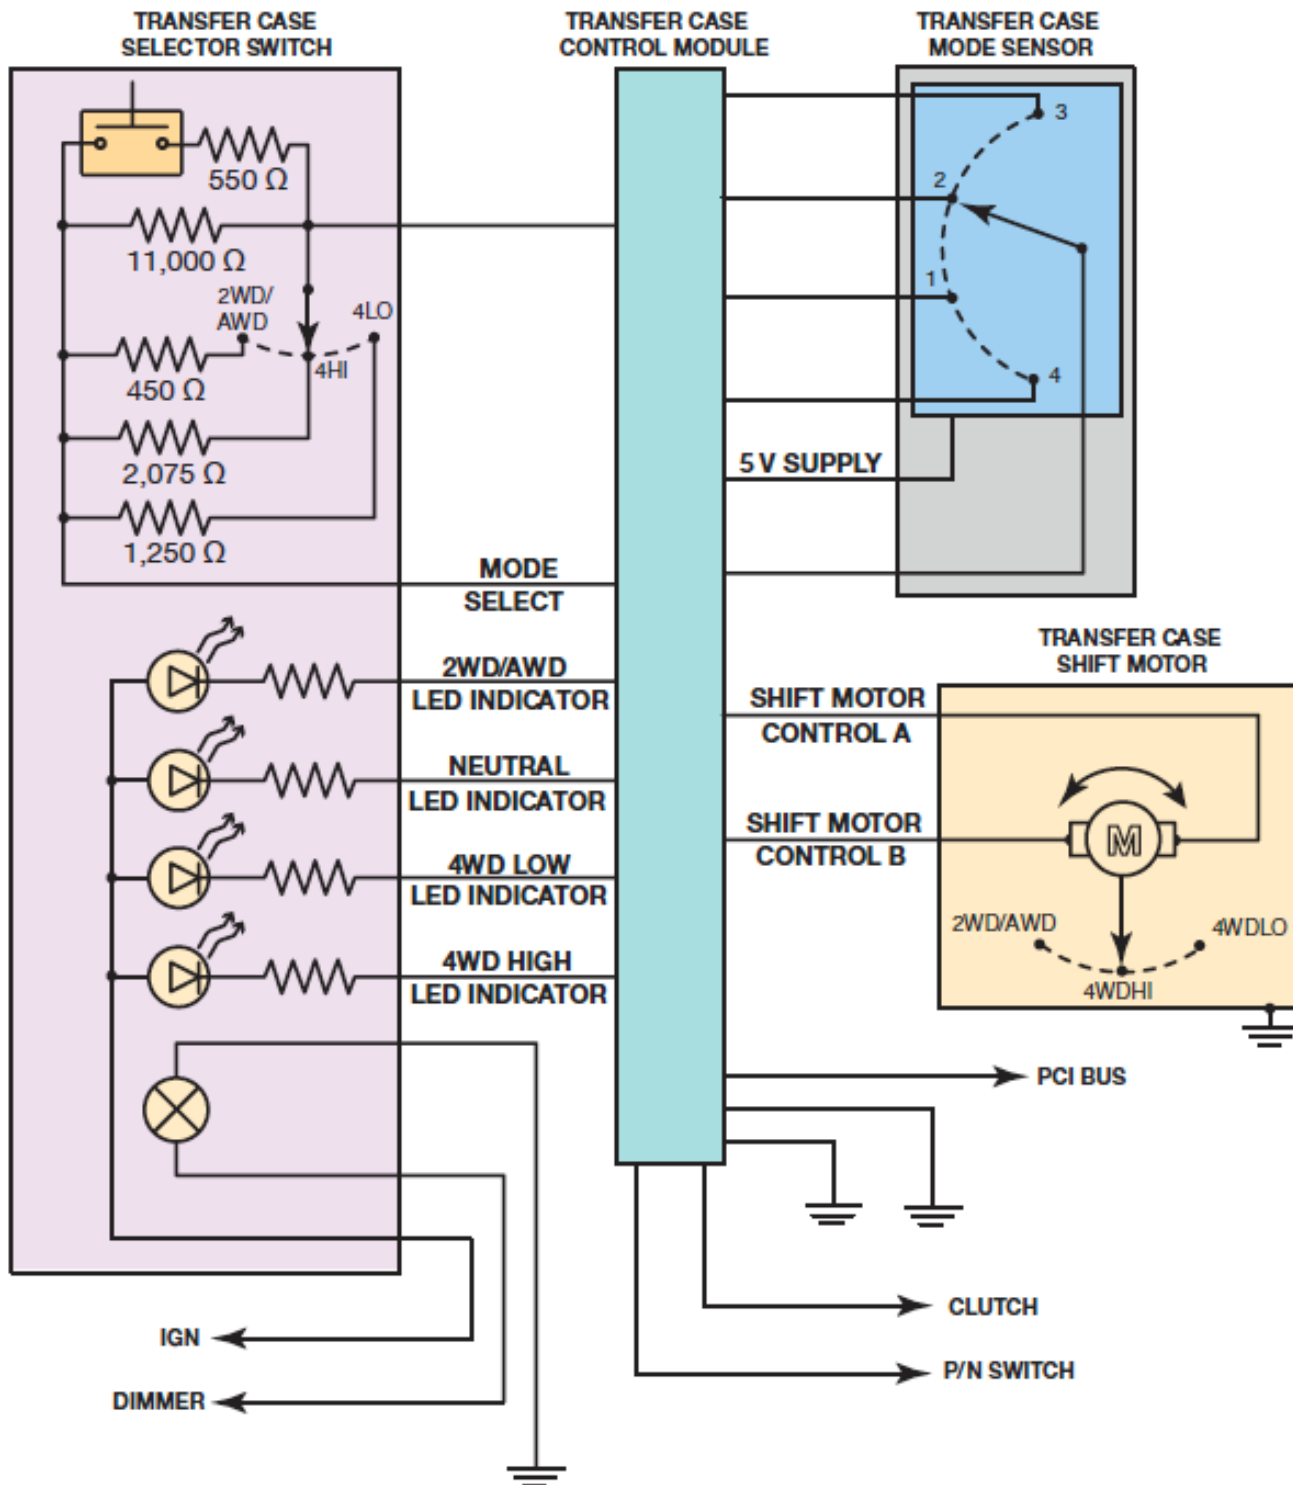 TRANSFER CASE
SELECTOR SWITCH
TRANSFER CASE
CONTROL MODULE
TRANSFER CASE
MODE SENSOR
550 Ω
11,000 Ω
2WD/
AWD
4LO
4HI
450 Ω
2,075 Ω
1,250 Ω
3
2
1
4
5 V SUPPLY
MODE
SELECT
2WD/AWD
LED INDICATOR
NEUTRAL
LED INDICATOR
4WD LOW
LED INDICATOR
4WD HIGH
LED INDICATOR
TRANSFER CASE
SHIFT MOTOR
SHIFT MOTOR
CONTROL A
SHIFT MOTOR
CONTROL B
M
2WD/AWD
4WDLO
4WDHI
PCI BUS
CLUTCH
P/N SWITCH
IGN
DIMMER